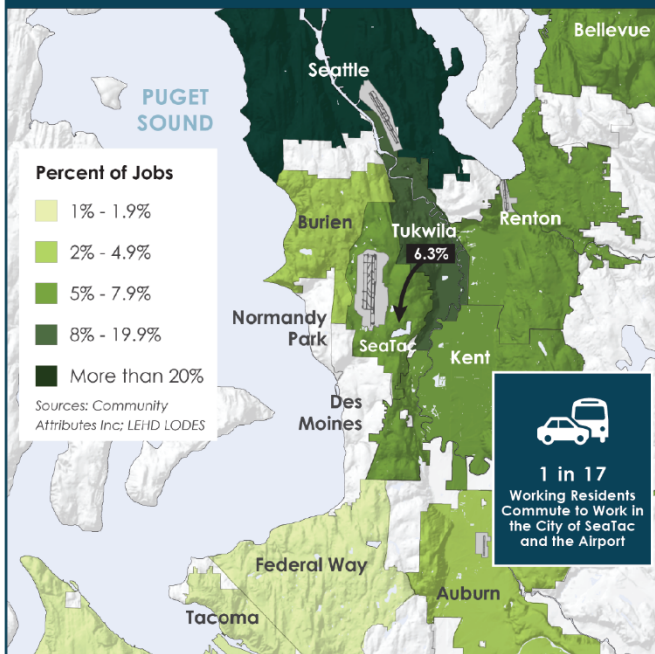 Bellevue
Seattle
PUGET
SOUND
Percent of Jobs
1% - 1.9%
2% - 4.9%
5% - 7.9%
8% - 19.9%
More than 20%
Sources: Community
Attributes Inc; LEHD LODES
Burien
Tukwila
6.3%
Renton
Normandy
Park
SeaTac
Kent
Des
Moines
1 in 17
Working Residents
Commute to Work in
the City of SeaTac
and the Airport
Federal Way
Auburn
Tacoma